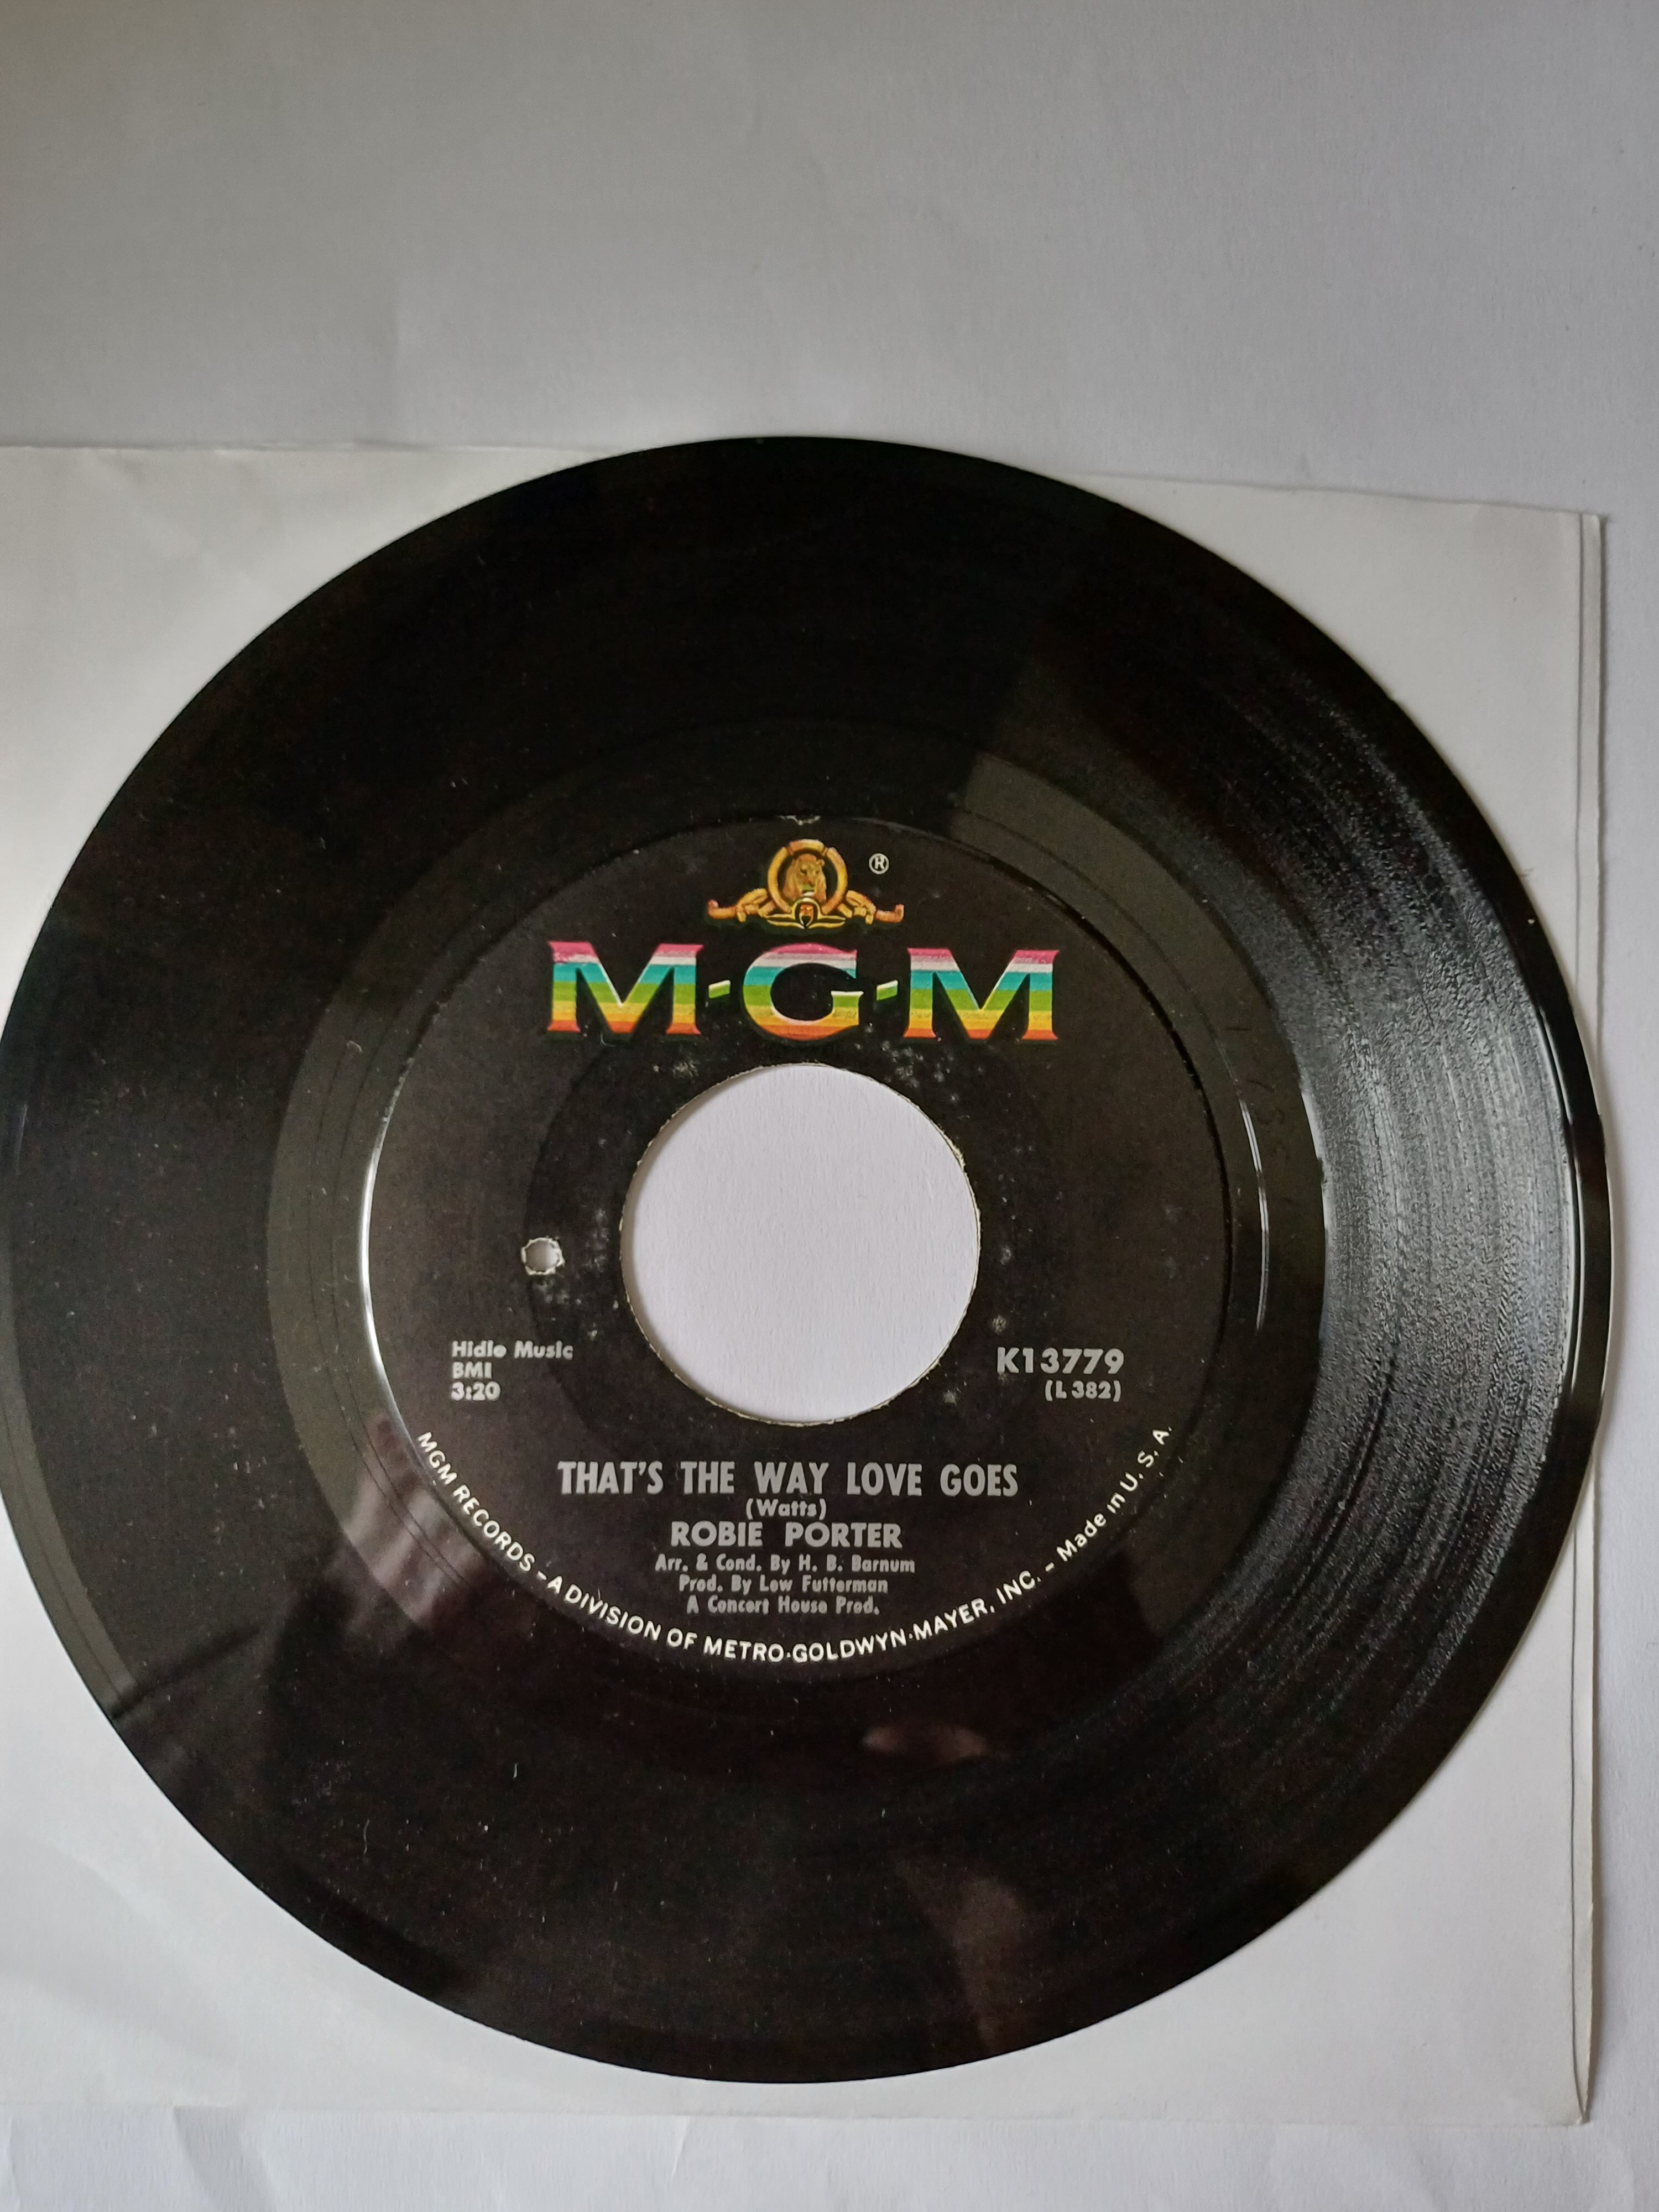 ®
M-G-M
Hidle Music
BMI
3:20
K13779
(L 382)
THAT'S THE WAY LOVE GOES
(Watts)
ROBIE PORTER
Arr. & Cond. By H. B. Barnum
Prod. By Lew Futterman
A Concert House Prod.
MGM RECORDS – A DIVISION OF METRO-GOLDWYN-MAYER, INC. – Made in U. S. A.